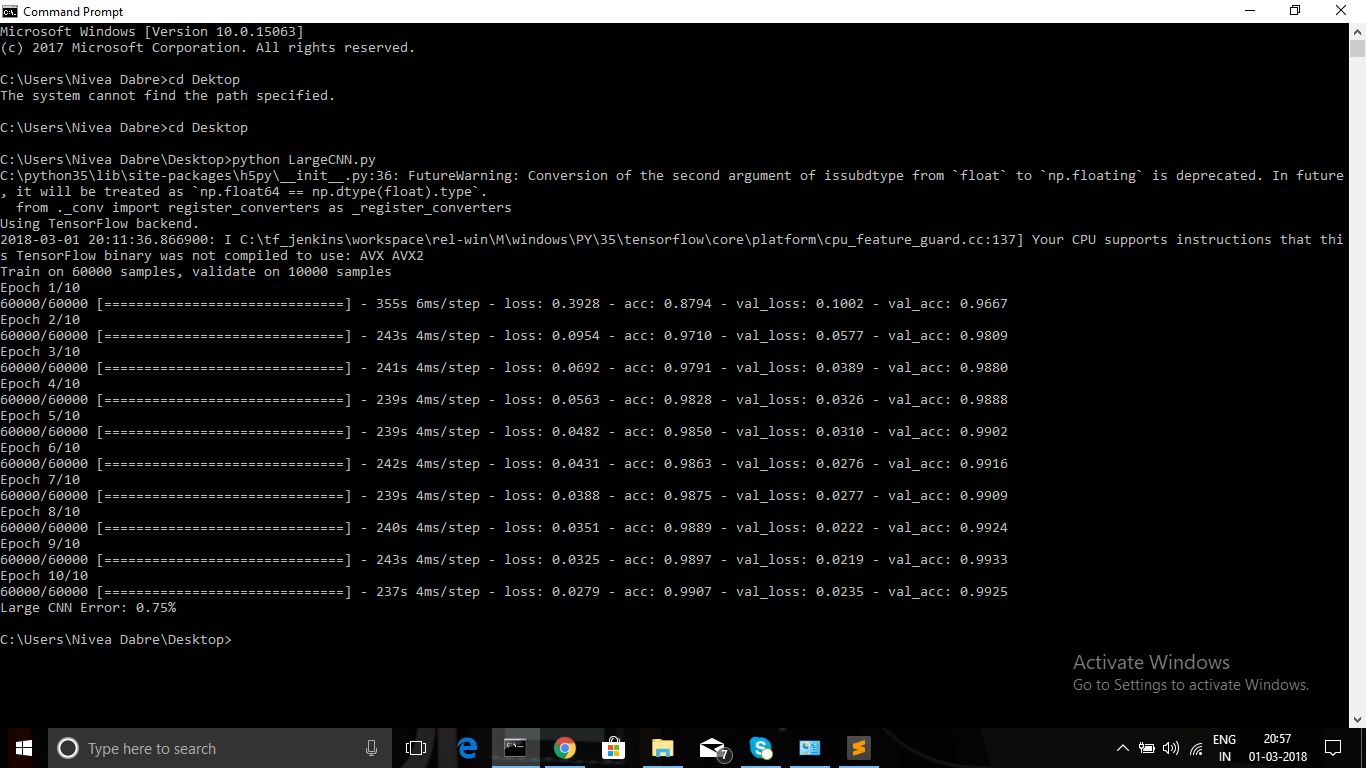 Command Prompt
Microsoft Windows [Version 10.0.15063]
(c) 2017 Microsoft Corporation. All rights reserved.
C:\Users\Nivea Dabre>cd Dektop
The system cannot find the path specified.
C:\Users\Nivea Dabre>cd Desktop
C:\Users\Nivea Dabre\Desktop>python LargeCNN.py
C:\python35\lib\site-packages\h5py\__init__.py:36: FutureWarning: Conversion of the second argument of issubdtype from `float` to `np.floating` is deprecated. In future
, it will be treated as `np.float64 == np.dtype(float).type`.
  from ._conv import register_converters as _register_converters
Using TensorFlow backend.
2018-03-01 20:11:36.866900: I C:\tf_jenkins\workspace\rel-win\M\windows\PY\35\tensorflow\core\platform\cpu_feature_guard.cc:137] Your CPU supports instructions that thi
s TensorFlow binary was not compiled to use: AVX AVX2
Train on 60000 samples, validate on 10000 samples
Epoch 1/10
60000/60000 [==============================] - 355s 6ms/step - loss: 0.3928 - acc: 0.8794 - val_loss: 0.1002 - val_acc: 0.9667
Epoch 2/10
60000/60000 [==============================] - 243s 4ms/step - loss: 0.0954 - acc: 0.9710 - val_loss: 0.0577 - val_acc: 0.9809
Epoch 3/10
60000/60000 [==============================] - 241s 4ms/step - loss: 0.0692 - acc: 0.9791 - val_loss: 0.0389 - val_acc: 0.9880
Epoch 4/10
60000/60000 [==============================] - 239s 4ms/step - loss: 0.0563 - acc: 0.9828 - val_loss: 0.0326 - val_acc: 0.9888
Epoch 5/10
60000/60000 [==============================] - 239s 4ms/step - loss: 0.0482 - acc: 0.9850 - val_loss: 0.0310 - val_acc: 0.9902
Epoch 6/10
60000/60000 [==============================] - 242s 4ms/step - loss: 0.0431 - acc: 0.9863 - val_loss: 0.0276 - val_acc: 0.9916
Epoch 7/10
60000/60000 [==============================] - 239s 4ms/step - loss: 0.0388 - acc: 0.9875 - val_loss: 0.0277 - val_acc: 0.9909
Epoch 8/10
60000/60000 [==============================] - 240s 4ms/step - loss: 0.0351 - acc: 0.9889 - val_loss: 0.0222 - val_acc: 0.9924
Epoch 9/10
60000/60000 [==============================] - 243s 4ms/step - loss: 0.0325 - acc: 0.9897 - val_loss: 0.0219 - val_acc: 0.9933
Epoch 10/10
60000/60000 [==============================] - 237s 4ms/step - loss: 0.0279 - acc: 0.9907 - val_loss: 0.0235 - val_acc: 0.9925
Large CNN Error: 0.75%
C:\Users\Nivea Dabre\Desktop>
Activate Windows
Go to Settings to activate Windows.
Type here to search
7
ENG
IN
20:57
01-03-2018